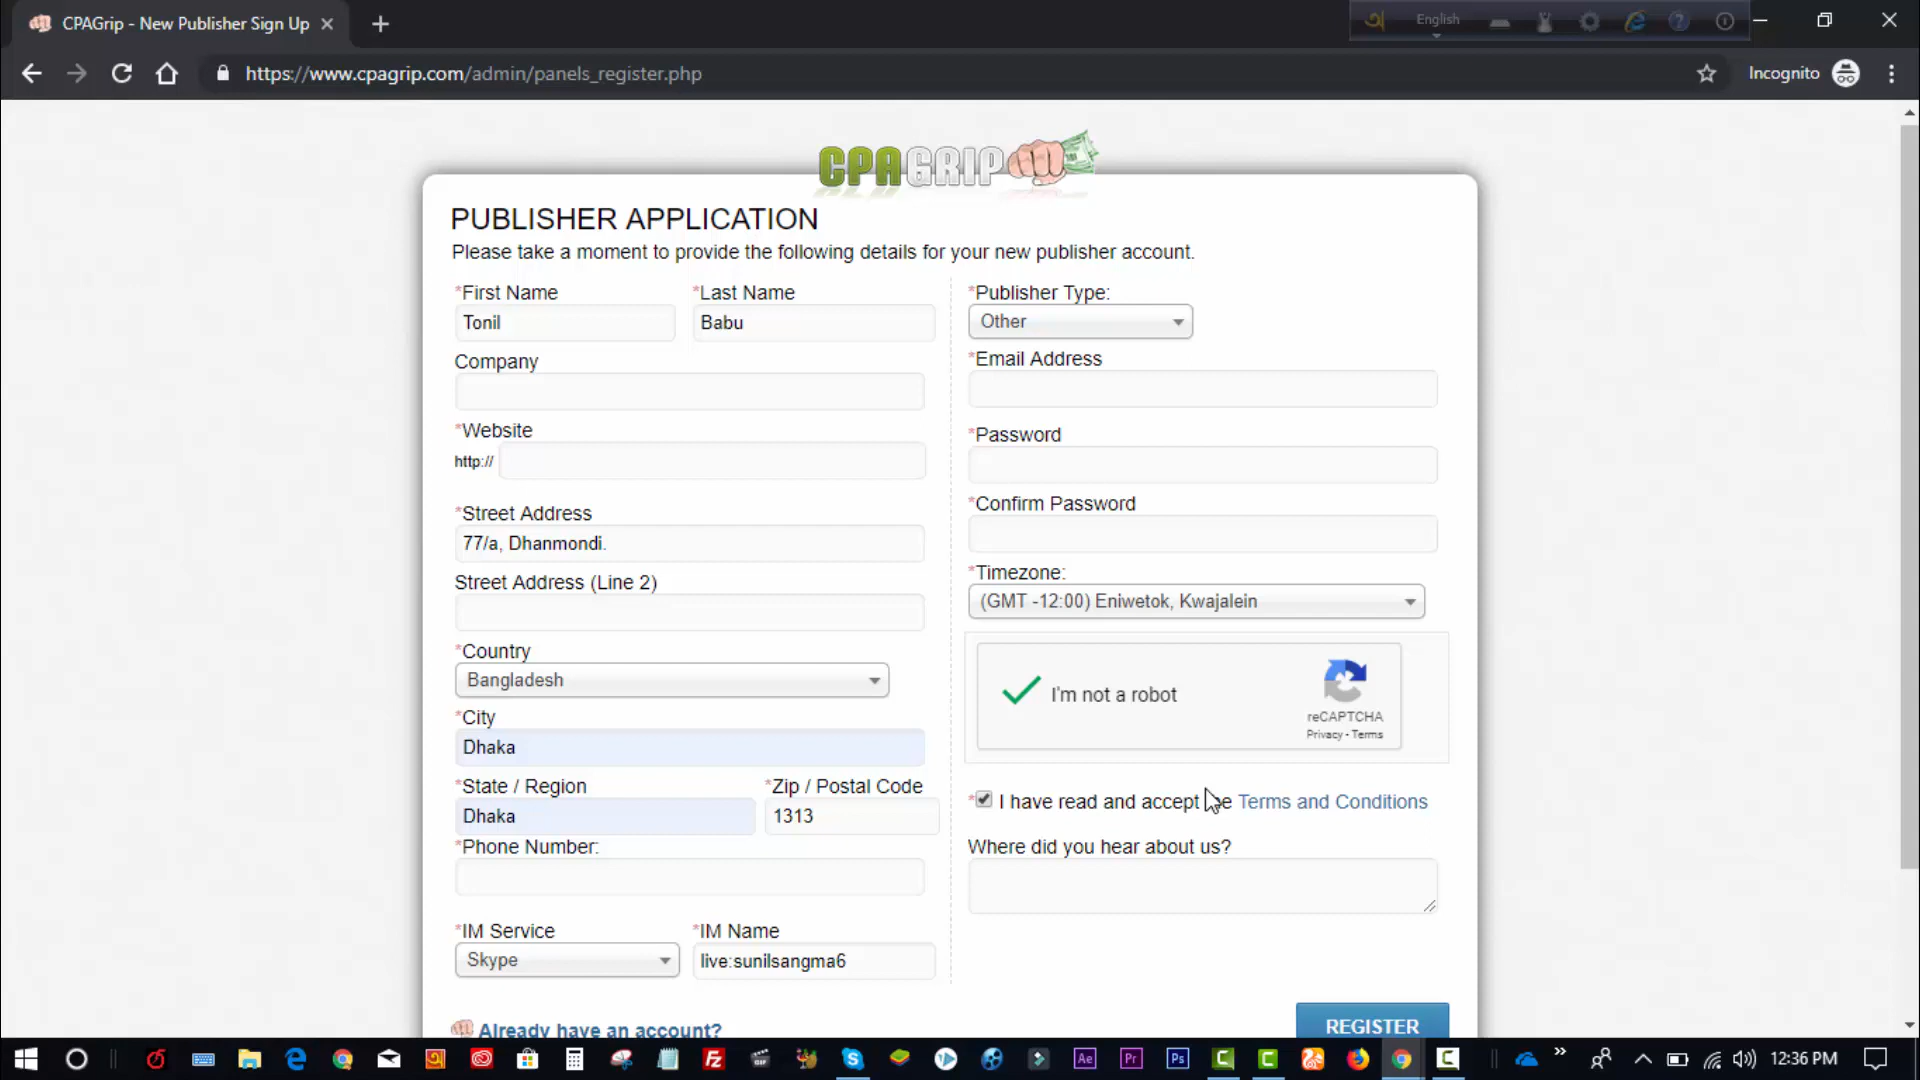 CPAGrip - New Publisher Sign Up
English
https://www.cpagrip.com/admin/panels_register.php
Incognito
CPAGRIP
PUBLISHER APPLICATION
Please take a moment to provide the following details for your new publisher account.
*First Name
*Last Name
Tonil
Babu
Company
*Website
http://
*Street Address
77/a, Dhanmondi.
Street Address (Line 2)
*Country
Bangladesh
*City
Dhaka
*State / Region
*Zip / Postal Code
Dhaka
1313
*Phone Number:
*IM Service
*IM Name
Skype
live:sunilsangma6
Already have an account?
*Publisher Type:
Other
*Email Address
*Password
*Confirm Password
*Timezone:
(GMT -12:00) Eniwetok, Kwajalein
I'm not a robot
reCAPTCHA
Privacy - Terms
*I have read and accept Terms and Conditions
Where did you hear about us?
REGISTER
Ae
Pr
Ps
12:36 PM